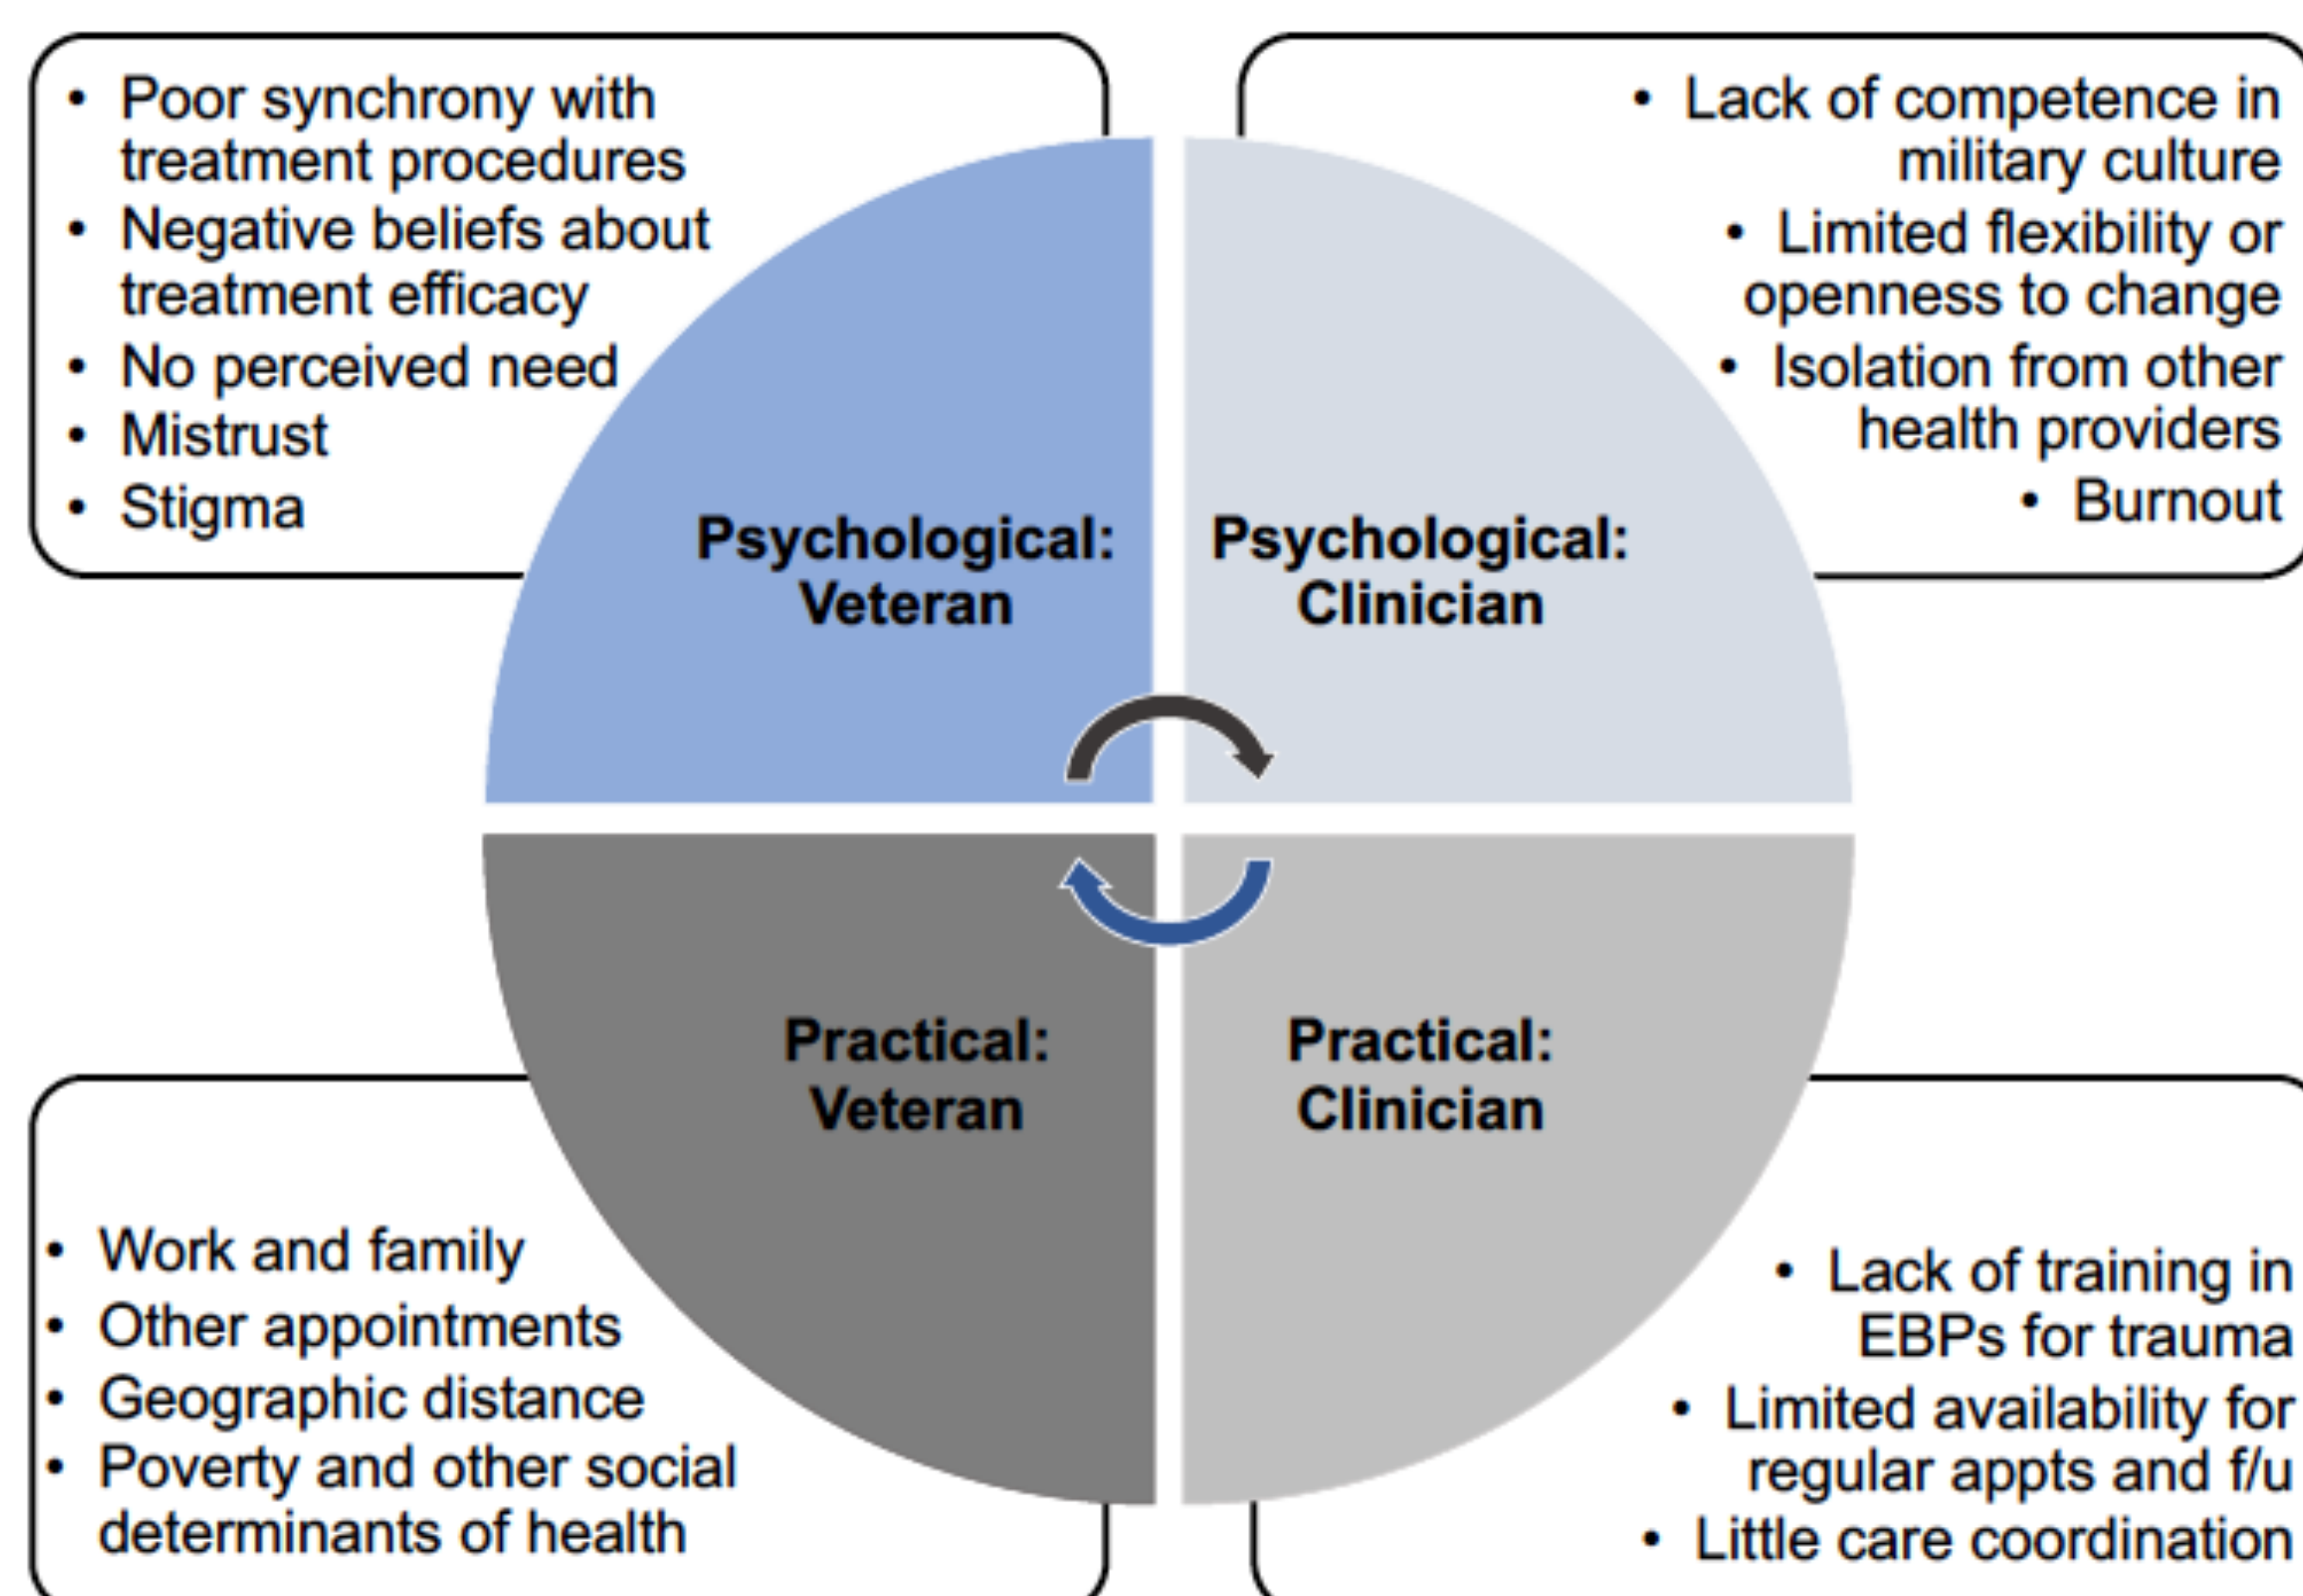 • Poor synchrony with
treatment procedures
• Negative beliefs about
treatment efficacy
• No perceived need
• Mistrust
• Stigma
• Lack of competence in
military culture
• Limited flexibility or
openness to change
• Isolation from other
health providers
• Burnout
Psychological:
Veteran
Psychological:
Clinician
Practical:
Veteran
Practical:
Clinician
• Work and family
• Other appointments
• Geographic distance
• Poverty and other social
determinants of health
• Lack of training in
EBPs for trauma
• Limited availability for
regular appts and f/u
• Little care coordination